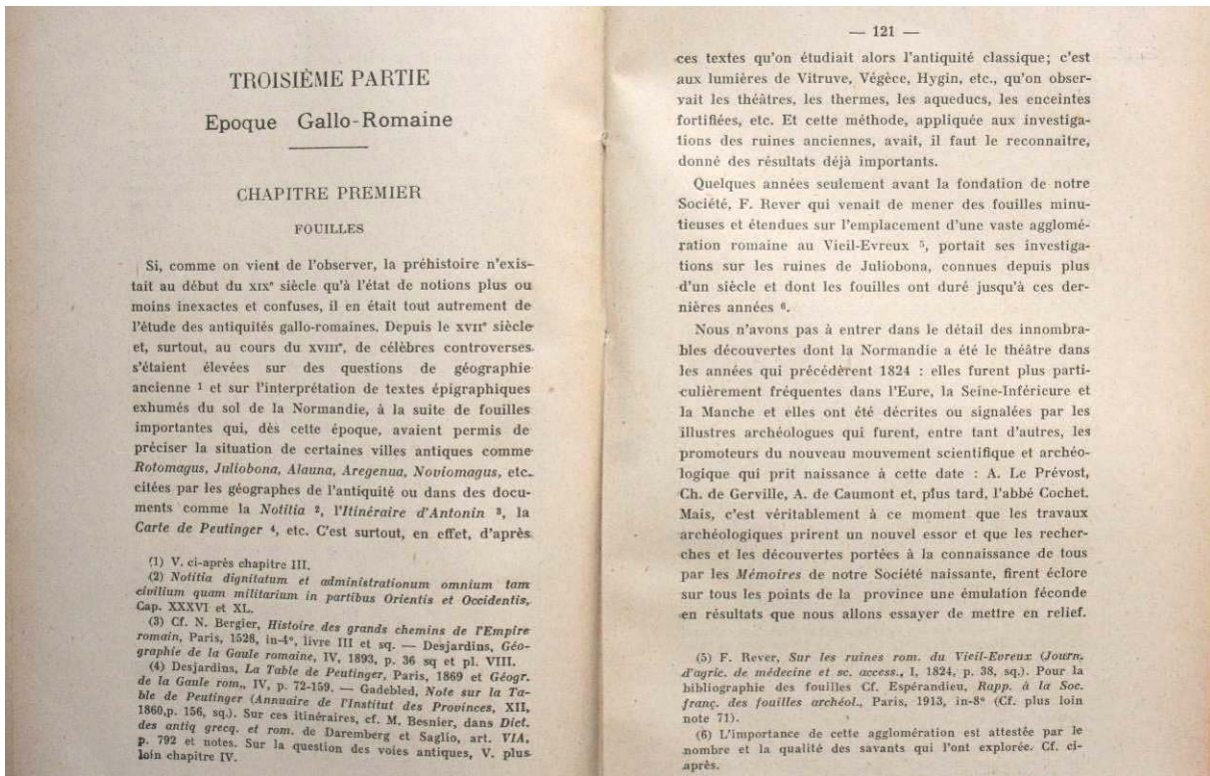 TROISIÈME PARTIE
Epoque Gallo-Romaine
CHAPITRE PREMIER
FOUILLES
Si, comme on vient de l'observer, la préhistoire n'exis-
tait au début du XIXe siècle qu'à l'état de notions plus ou
moins inexactes et confuses, il en était tout autrement de
l'étude des antiquités gallo-romaines. Depuis le XVIIe siècle
et, surtout, au cours du XVIIIe, de célèbres controverses
s'étaient élevées sur des questions de géographie
ancienne 1 et sur l'interprétation de textes épigraphiques
exhumés du sol de la Normandie, à la suite de fouilles
importantes qui, dès cette époque, avaient permis de
préciser la situation de certaines villes antiques comme
Rotomagus, Juliobona, Alauna, Aregenua, Noviomagus, etc.
citées par les géographes de l'antiquité ou dans des docu-
ments comme la Notitia 2, l'Itinéraire d'Antonin 3, la
Carte de Peutinger 4, etc. C'est surtout, en effet, d'après
(1) V. ci-après chapitre III.
(2) Notitia dignitatum et administrationum omnium tam
civilium quam militarium in partibus Orientis et Occidentis,
Cap. XXXVI et XL.
(3) Cf. N. Bergier, Histoire des grands chemins de l'Empire
romain, Paris, 1528, in-4°, livre III et sq. — Desjardins, Géo-
graphie de la Gaule romaine, IV, 1893, p. 36 sq et pl. VIII.
(4) Desjardins, La Table de Peutinger, Paris, 1869 et Géogr.
de la Gaule rom., IV, p. 72-159. — Gadebled, Note sur la Ta-
ble de Peutinger (Annuaire de l'Institut des Provinces, XII,
1860,p. 156, sq.). Sur ces itinéraires, cf. M. Besnier, dans Dict.
des antiq grecq. et rom. de Daremberg et Saglio, art. VIA,
p. 792 et notes. Sur la question des voies antiques, V. plus
loin chapitre IV.
— 121 —
ces textes qu'on étudiait alors l'antiquité classique; c'est
aux lumières de Vitruve, Végèce, Hygin, etc., qu'on obser-
vait les théâtres, les thermes, les aqueducs, les enceintes
fortifiées, etc. Et cette méthode, appliquée aux investiga-
tions des ruines anciennes, avait, il faut le reconnaître,
donné des résultats déjà importants.
Quelques années seulement avant la fondation de notre
Société, F. Rever qui venait de mener des fouilles minu-
tieuses et étendues sur l'emplacement d'une vaste agglomé-
ration romaine au Vieil-Evreux 5, portait ses investiga-
tions sur les ruines de Juliobona, connues depuis plus
d'un siècle et dont les fouilles ont duré jusqu'à ces der-
nières années 6.
Nous n'avons pas à entrer dans le détail des innombra-
bles découvertes dont la Normandie a été le théâtre dans
les années qui précédèrent 1824 : elles furent plus parti-
culièrement fréquentes dans l'Eure, la Seine-Inférieure et
la Manche et elles ont été décrites ou signalées par les
illustres archéologues qui furent, entre tant d'autres, les
promoteurs du nouveau mouvement scientifique et archéo-
logique qui prit naissance à cette date : A. Le Prévost,
Ch. de Gerville, A. de Caumont et, plus tard, l'abbé Cochet.
Mais, c'est véritablement à ce moment que les travaux
archéologiques prirent un nouvel essor et que les recher-
ches et les découvertes portées à la connaissance de tous
par les Mémoires de notre Société naissante, firent éclore
sur tous les points de la province une émulation féconde
en résultats que nous allons essayer de mettre en relief.
(5) F. Rever, Sur les ruines rom. du Vieil-Evreux (Journ.
d'agric. de médecine et sc. access., I, 1824, p. 38, sq.). Pour la
bibliographie des fouilles Cf. Espérandieu, Rapp. à la Soc.
franç. des fouilles archéol., Paris, 1913, in-8° (Cf. plus loin
note 71).
(6) L'importance de cette agglomération est attestée par le
nombre et la qualité des savants qui l'ont explorée. Cf. ci-
après.